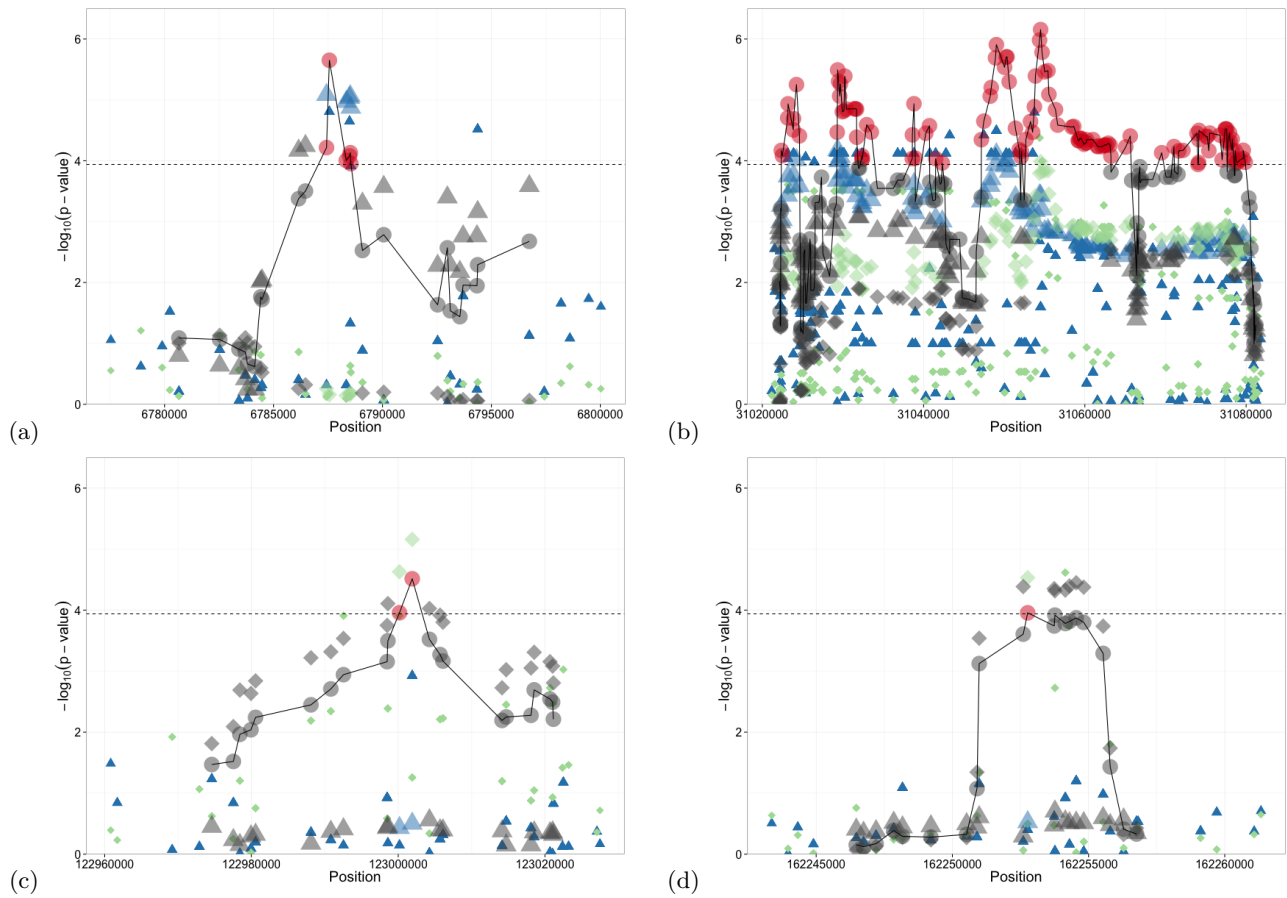 6
4
2
0
− log10(p − value)
6780000 6785000 6790000 6795000 6800000
Position
(a)
6
4
2
0
− log10(p − value)
31020000 31040000 31060000 31080000
Position
(b)
6
4
2
0
− log10(p − value)
122960000 122980000 123000000 123020000
Position
(c)
6
4
2
0
− log10(p − value)
162245000 162250000 162255000 162260000
Position
(d)